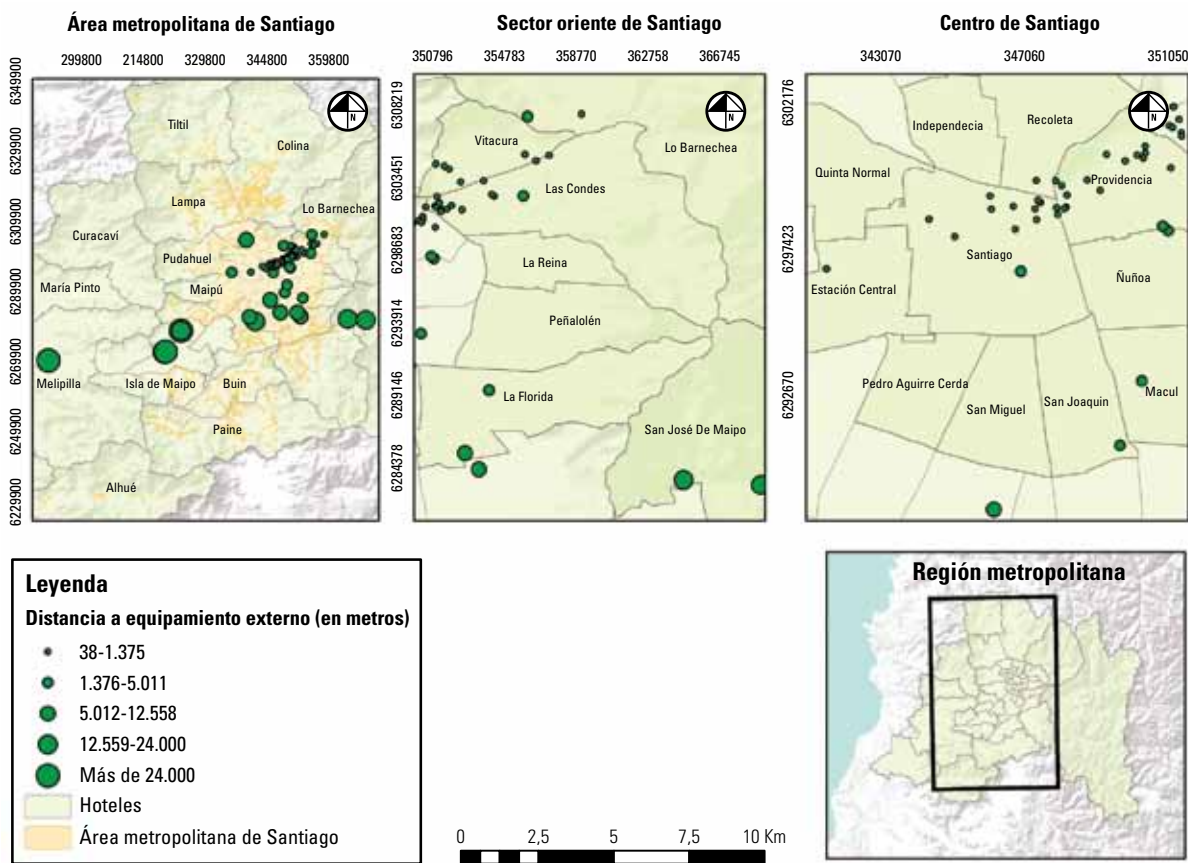 Área metropolitana de Santiago
299800 214800 329800 344800 359800
6349900
6329900
6309900
6289900
6269900
6249900
6229900
N
Tiltil
Colina
Lampa
Lo Barnechea
Curacaví
Pudahuel
María Pinto
Maipú
Melipilla
Isla de Maipo
Buin
Paine
Alhué
Sector oriente de Santiago
350796 354783 358770 362758 366745
6308219
6303451
6298683
6293914
6289146
6284378
N
Vitacura
Lo Barnechea
Las Condes
La Reina
Peñalolén
La Florida
San José De Maipo
Centro de Santiago
343070 347060 351050
6302176
6297423
6292670
N
Independecia
Recoleta
Quinta Normal
Providencia
Santiago
Ñuñoa
Estación Central
Pedro Aguirre Cerda
San Miguel
San Joaquin
Macul
Leyenda
Distancia a equipamiento externo (en metros)
38-1.375
1.376-5.011
5.012-12.558
12.559-24.000
Más de 24.000
Hoteles
Área metropolitana de Santiago
0 2,5 5 7,5 10 Km
Región metropolitana